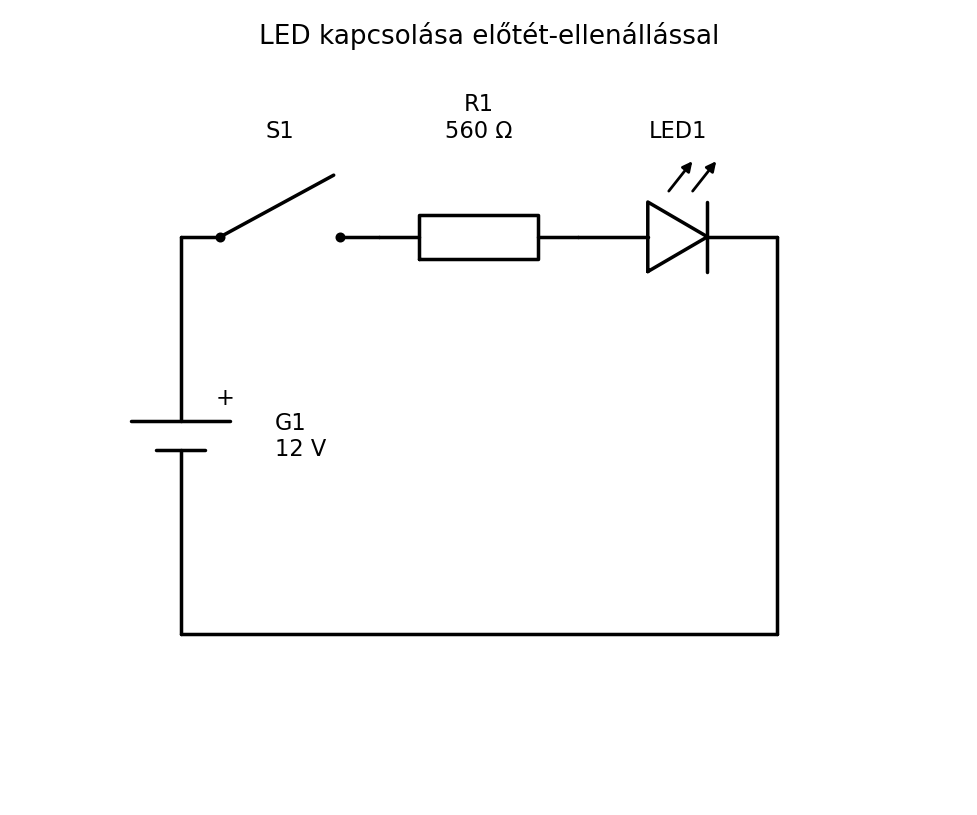 LED kapcsolása előtét-ellenállással
S1
R1
560 Ω
LED1
+
G1
12 V